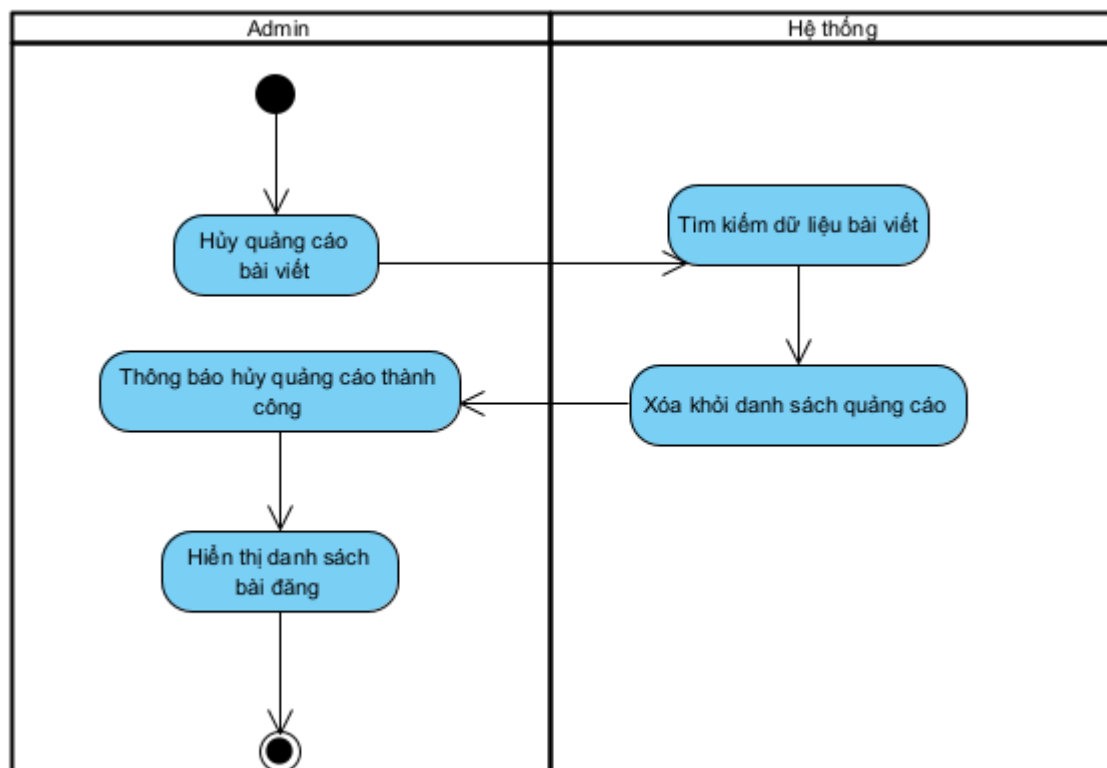 Admin
Hệ thống
Hủy quảng cáo
bài viết
Tìm kiếm dữ liệu bài viết
Xóa khỏi danh sách quảng cáo
Thông báo hủy quảng cáo thành
công
Hiển thị danh sách
bài đăng